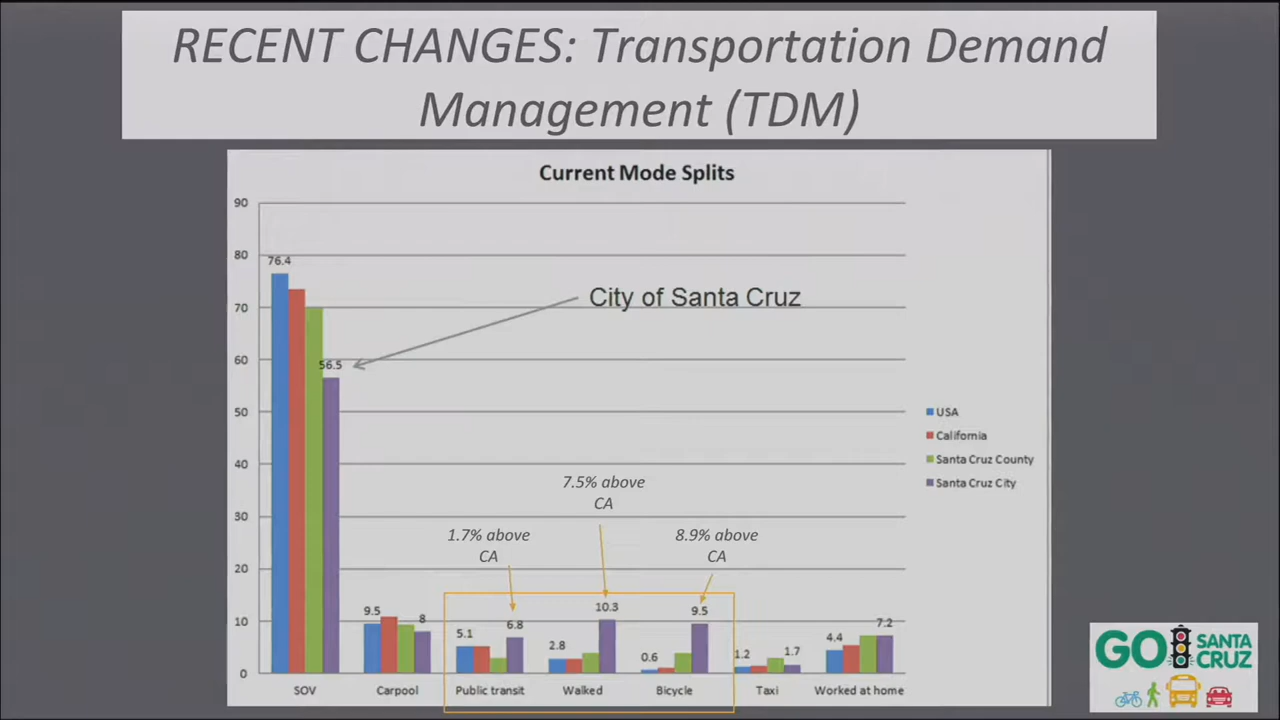 RECENT CHANGES: Transportation Demand
Management (TDM)
Current Mode Splits
90
80
70
60
50
40
30
20
10
0
76.4
56.5
City of Santa Cruz
9.5
8
1.7% above
CA
7.5% above
CA
8.9% above
CA
5.1
6.8
2.8
10.3
0.6
9.5
1.2
1.7
4.4
7.2
SOV
Carpool
Public transit
Walked
Bicycle
Taxi
Worked at home
USA
California
Santa Cruz County
Santa Cruz City
GO SANTA
CRUZ